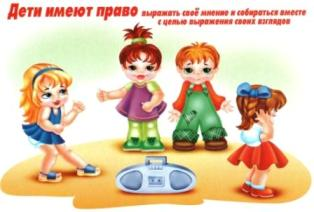 Дети имеют право выражать своё мнение и собираться вместе
с целью выражения своих взглядов